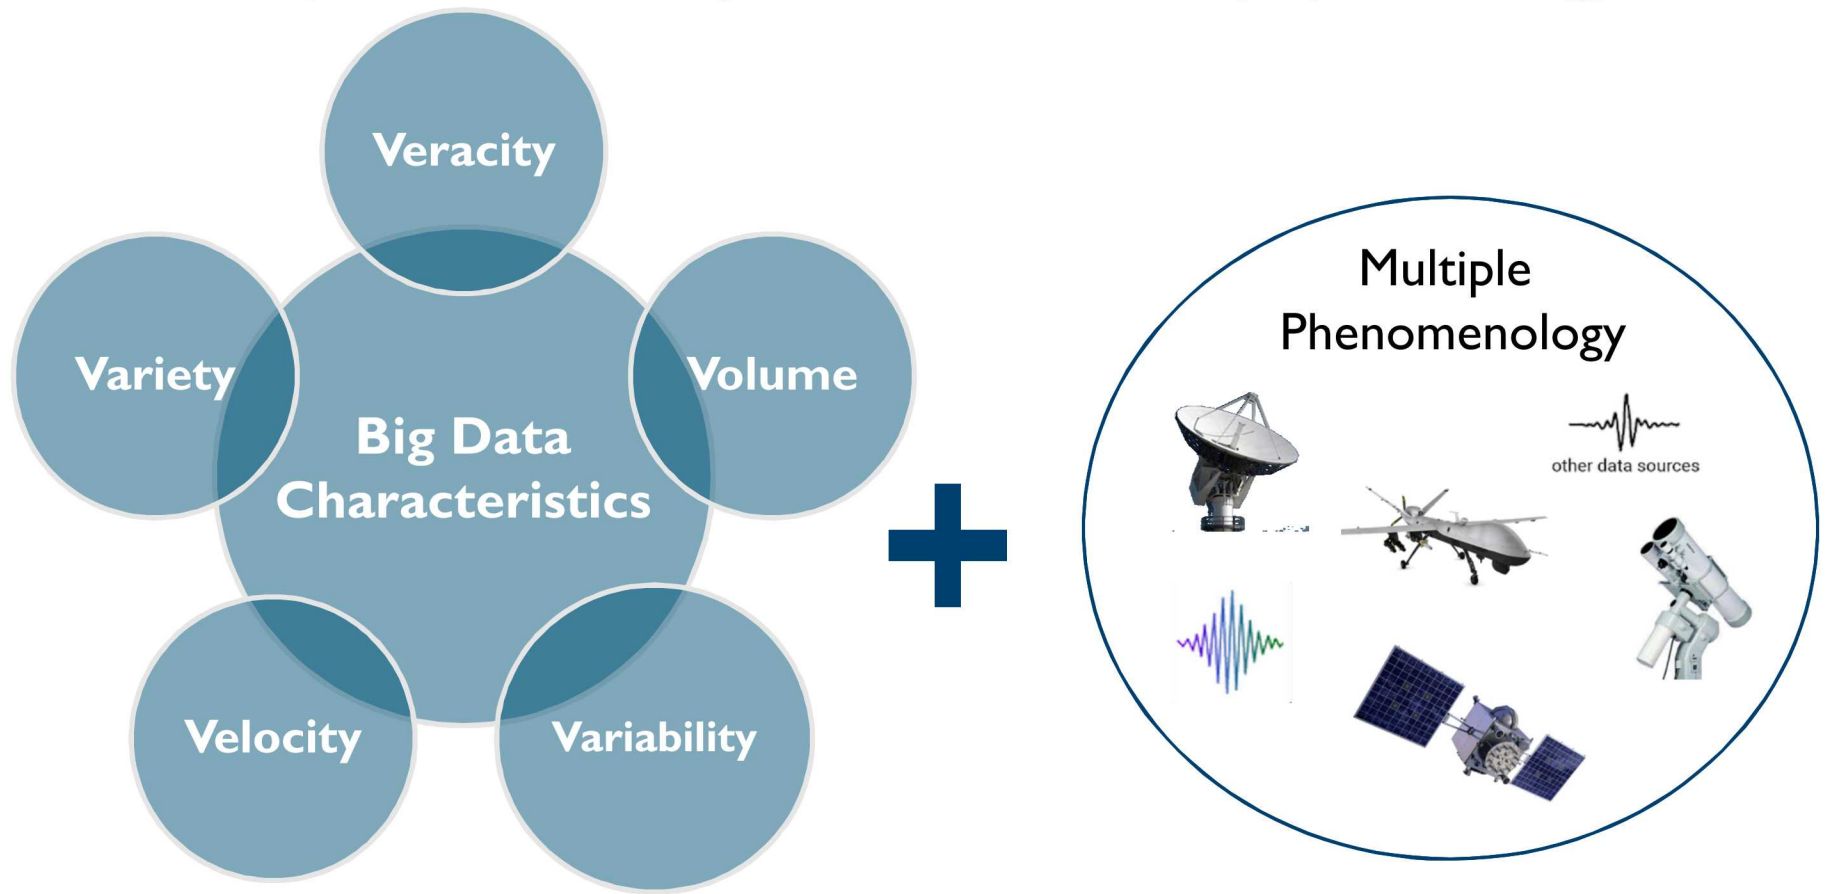 Veracity
Variety
Volume
Big Data
Characteristics
Velocity
Variability
Multiple
Phenomenology
other data sources